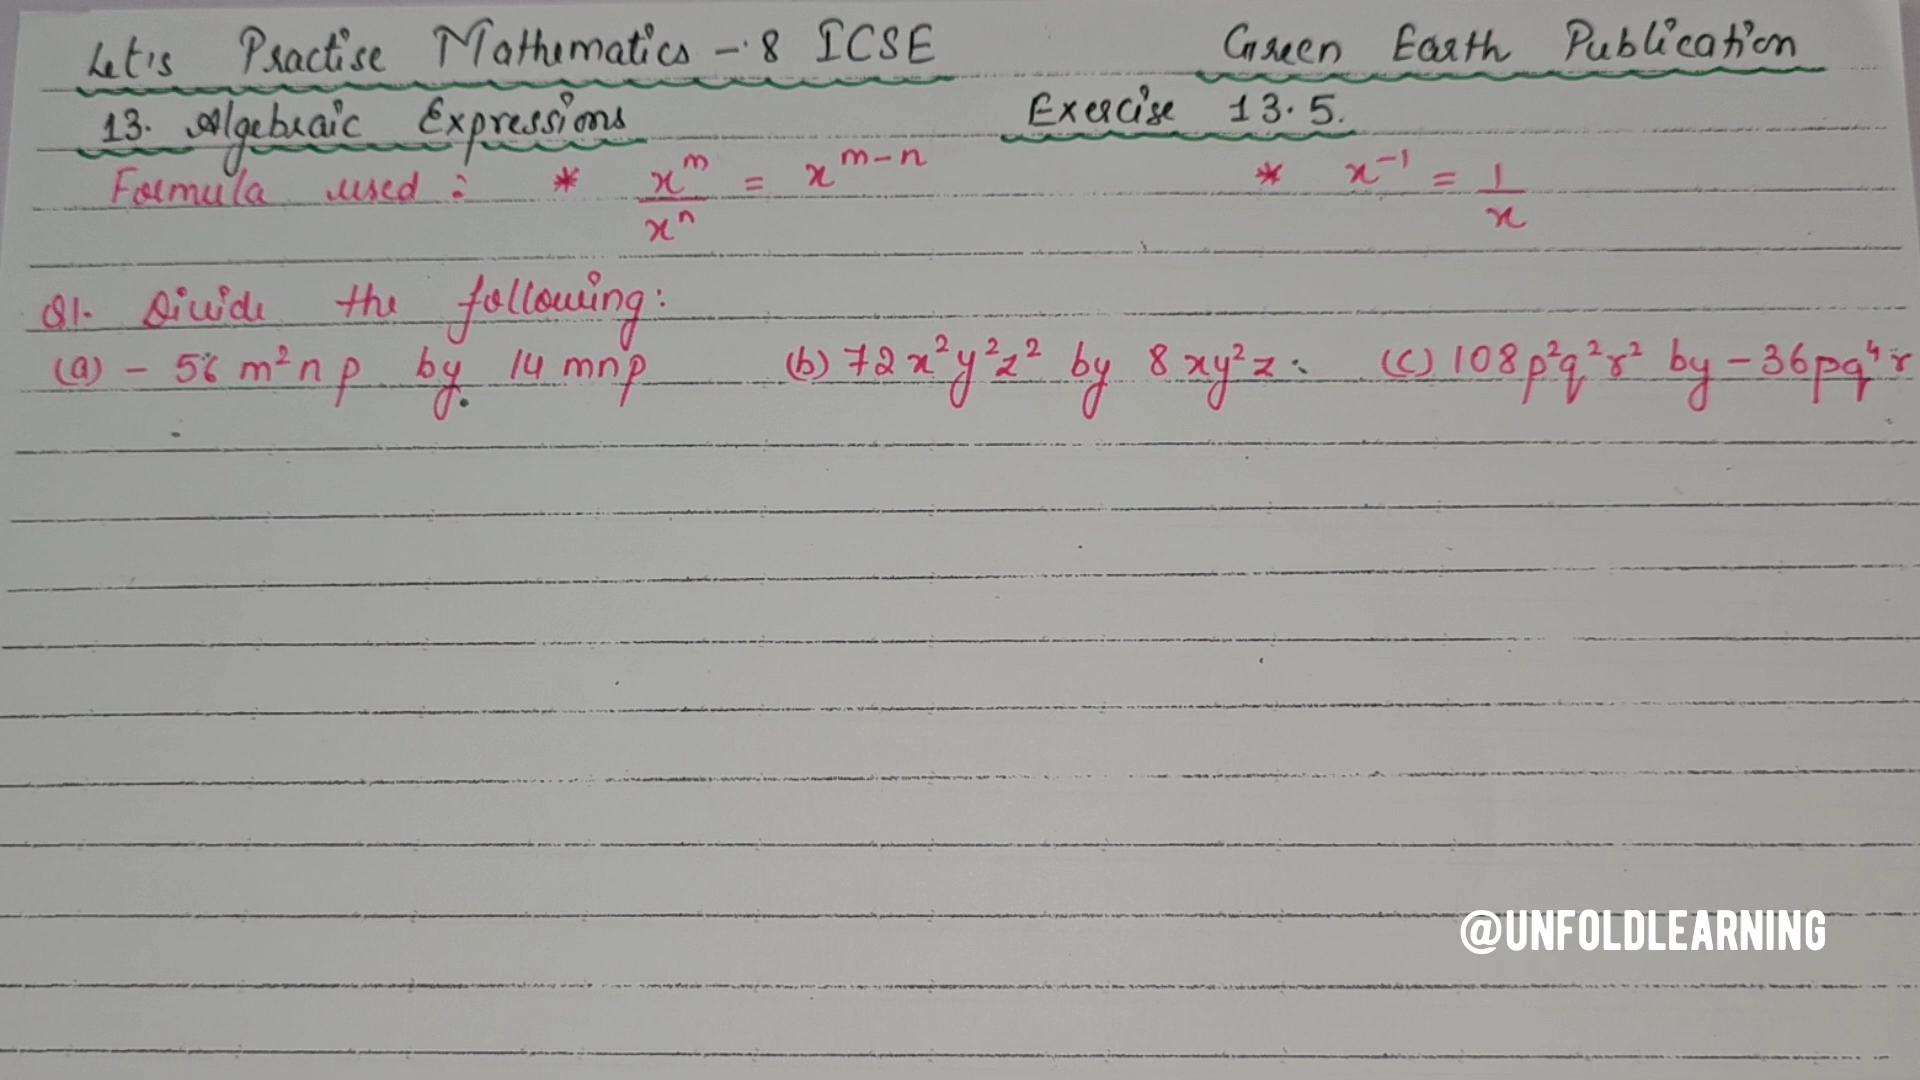 Let's Practise Mathematics - 8 ICSE Green Earth Publication
13. Algebraic Expressions Exercise 13.5.
Formula used : * x^m / x^n = x^(m-n) * x^-1 = 1/x
Q1. Divide the following:
(a) - 56 m²np by 14 mnp (b) 72x²y²z² by 8xy²z. (c) 108p²q²r² by -36pq⁴r
@UNFOLDLEARNING